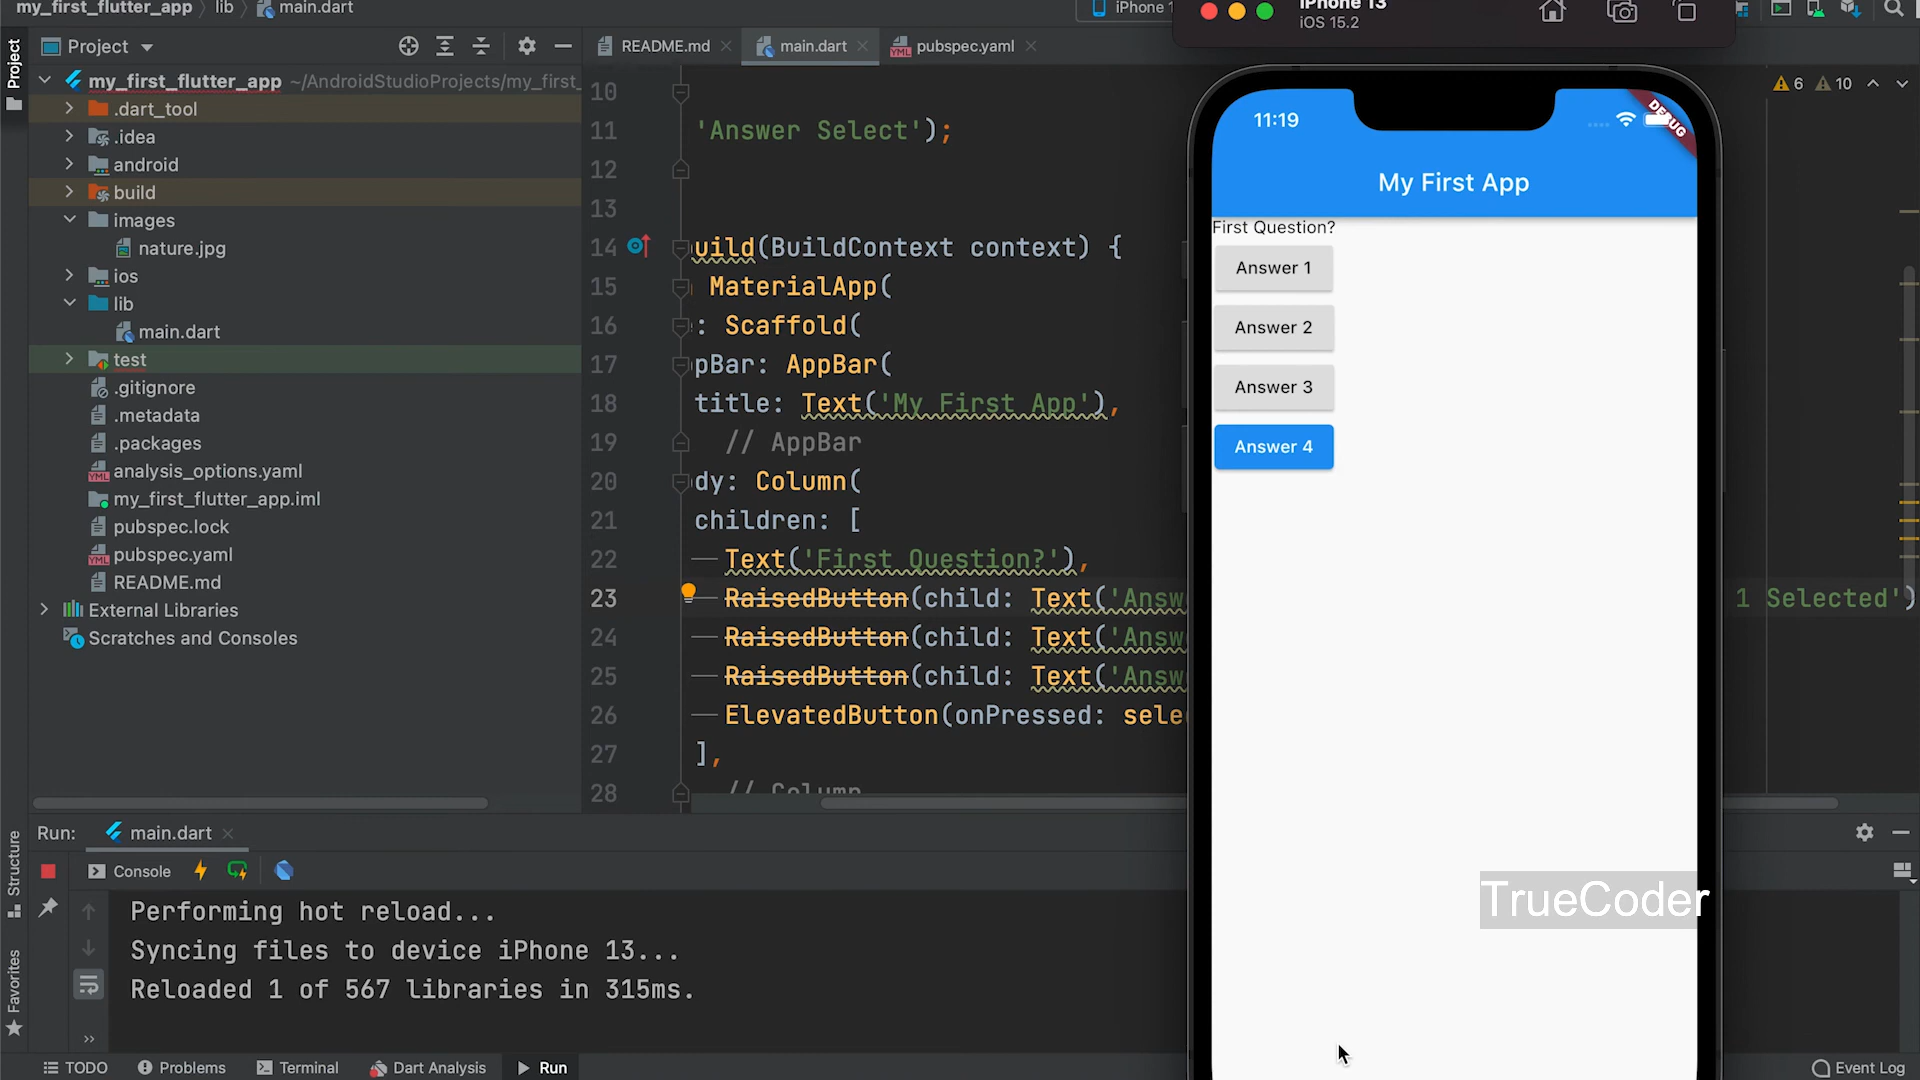 my_first_flutter_app
lib
main.dart
iPhone 1
iPhone 13
iOS 15.2
Project
Project
README.md
main.dart
pubspec.yaml
my_first_flutter_app ~/AndroidStudioProjects/my_first_
.dart_tool
.idea
android
build
images
nature.jpg
ios
lib
main.dart
test
.gitignore
.metadata
.packages
analysis_options.yaml
my_first_flutter_app.iml
pubspec.lock
pubspec.yaml
README.md
External Libraries
Scratches and Consoles
6 10
10
11 'Answer Select');
12
13
14 uild(BuildContext context) {
15 MaterialApp(
16 : Scaffold(
17 pBar: AppBar(
18 title: Text('My First App'),
19 // AppBar
20 dy: Column(
21 children: [
22 Text('First Question?'),
23 RaisedButton(child: Text('Answ 1 Selected')
24 RaisedButton(child: Text('Answ
25 RaisedButton(child: Text('Answ
26 ElevatedButton(onPressed: sele
27 ],
28 // Column
11:19
DEBUG
My First App
First Question?
Answer 1
Answer 2
Answer 3
Answer 4
TrueCoder
Run:
main.dart
Console
Structure
Favorites
Performing hot reload...
Syncing files to device iPhone 13...
Reloaded 1 of 567 libraries in 315ms.
TODO
Problems
Terminal
Dart Analysis
Run
Event Log